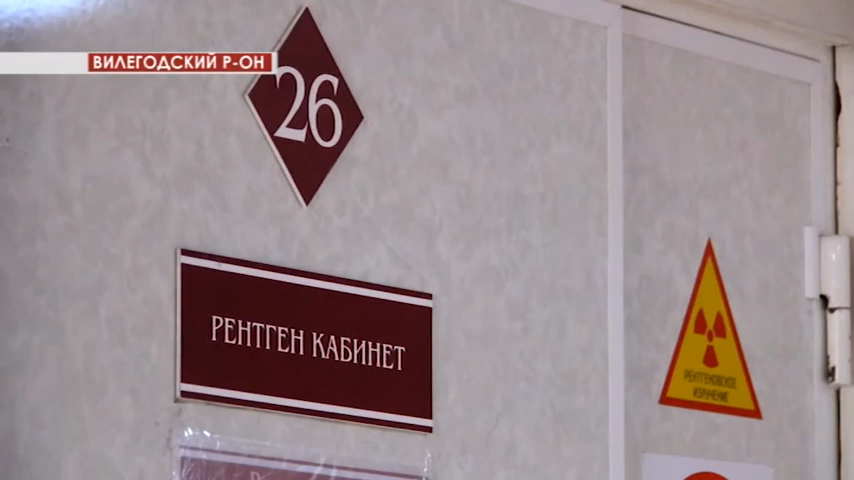 ВИЛЕГОДСКИЙ Р-ОН
26
РЕНТГЕН КАБИНЕТ
РЕНТГЕНОВСКОЕ
ИЗЛУЧЕНИЕ